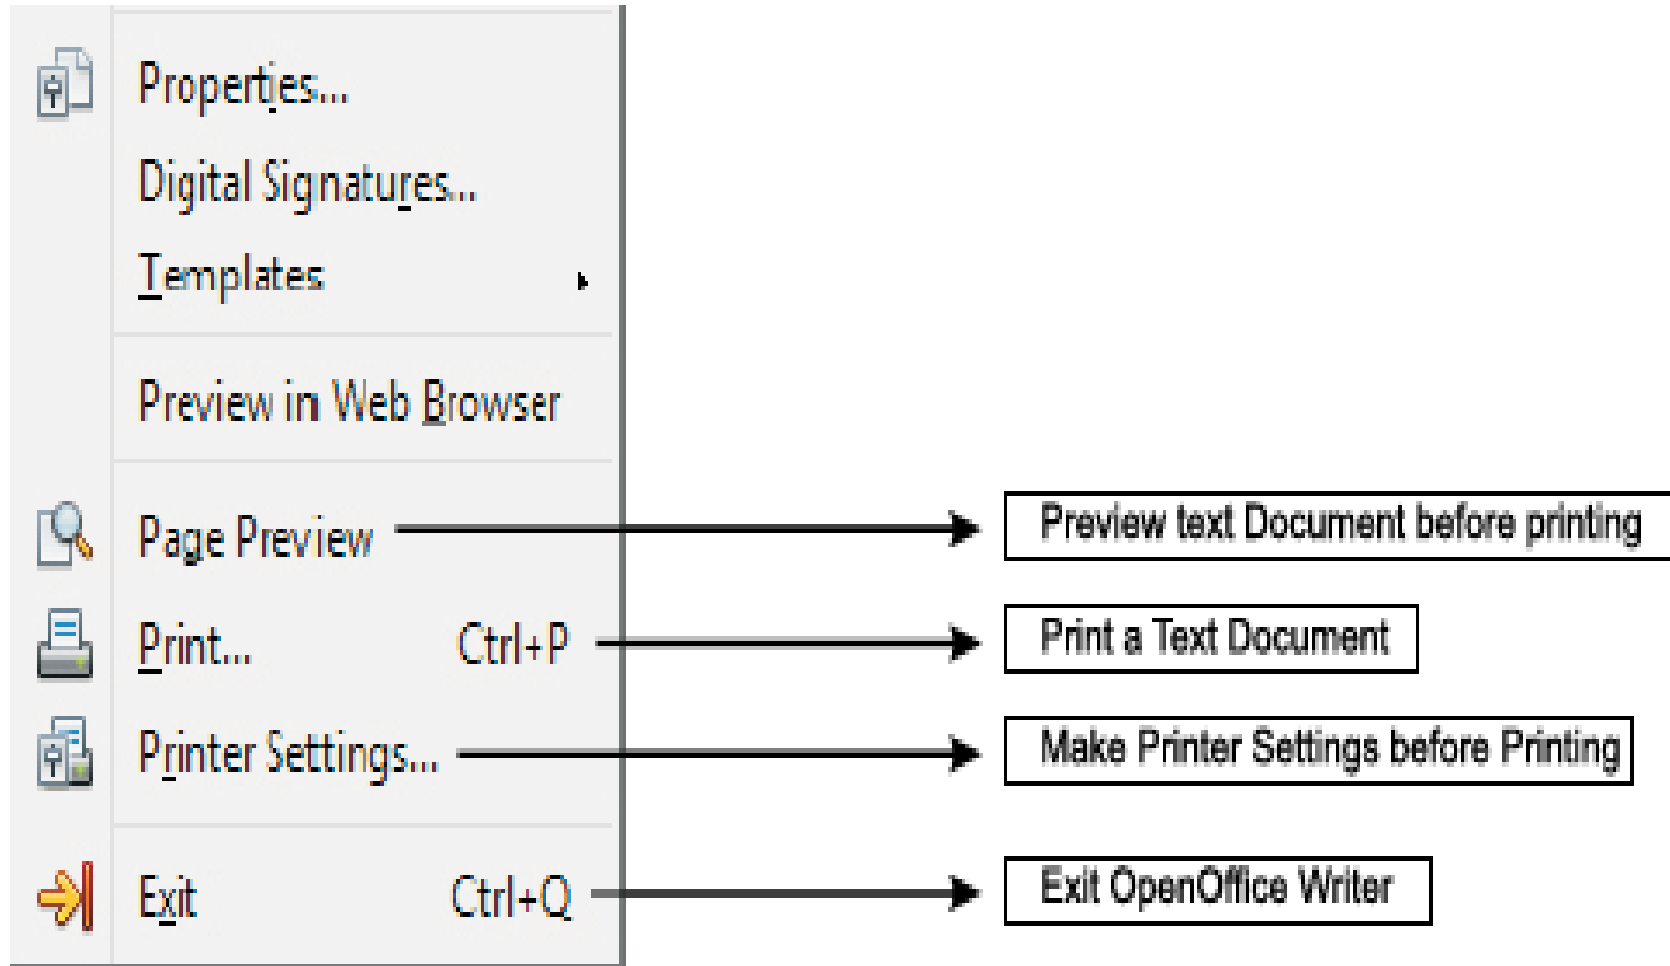 Properties...
Digital Signatures...
Templates
Preview in Web Browser
Page Preview Preview text Document before printing
Print... Ctrl+P Print a Text Document
Printer Settings... Make Printer Settings before Printing
Exit Ctrl+Q Exit OpenOffice Writer